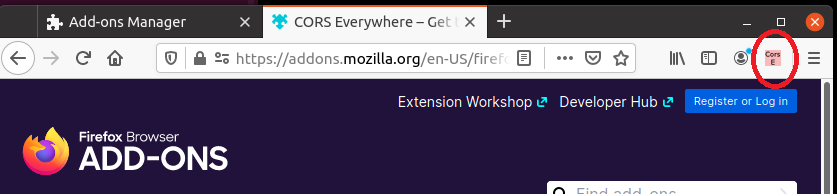 Add-ons Manager
CORS Everywhere – Get
https://addons.mozilla.org/en-US/firef
Cors
E
Extension Workshop
Developer Hub
Register or Log in
Firefox Browser
ADD-ONS
Find add-ons